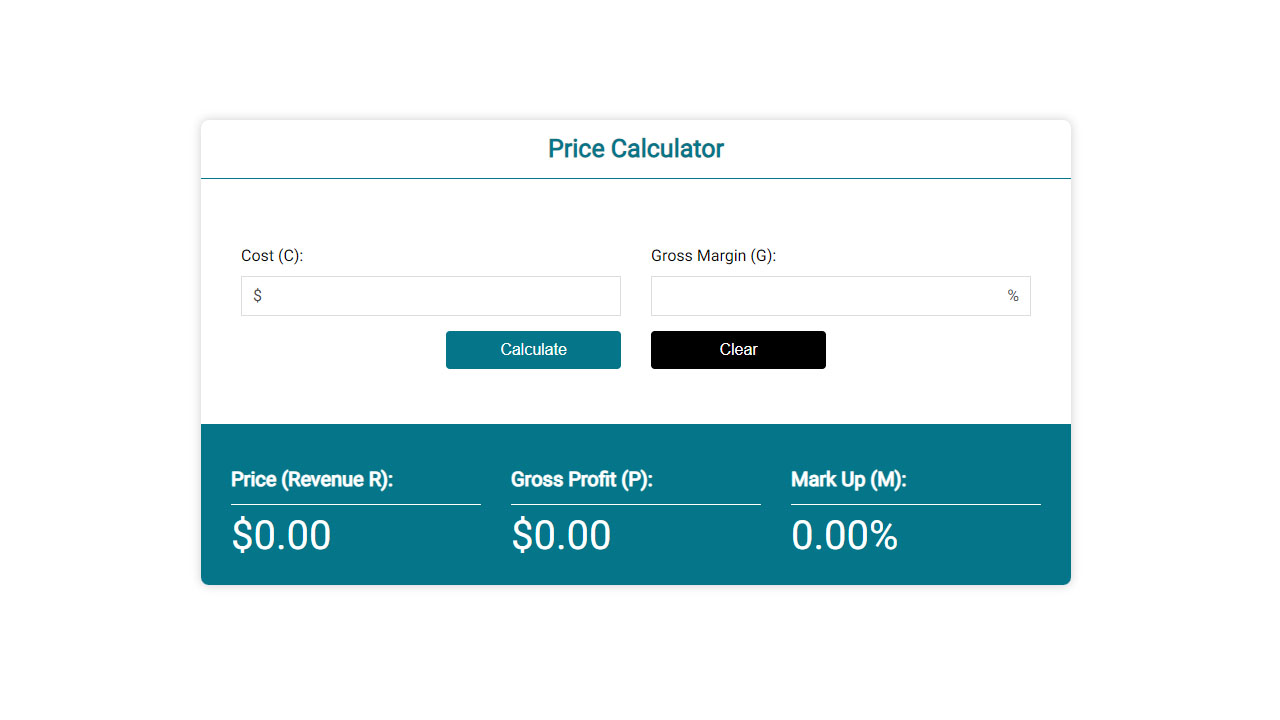 Price Calculator
Cost (C): Gross Margin (G):
$ %
Calculate Clear
Price (Revenue R): Gross Profit (P): Mark Up (M):
$0.00 $0.00 0.00%